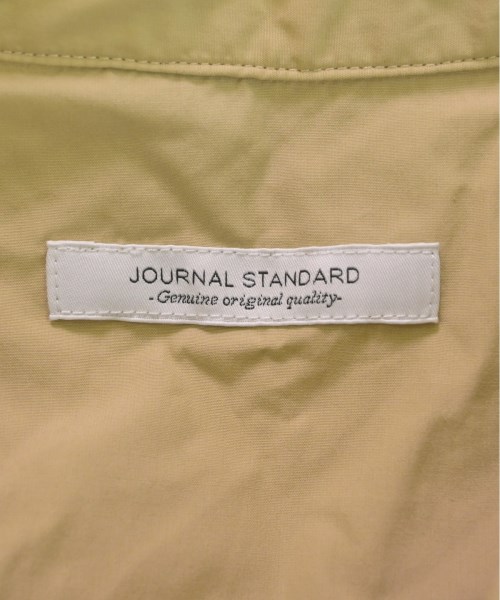 JOURNAL STANDARD
-Genuine original quality-